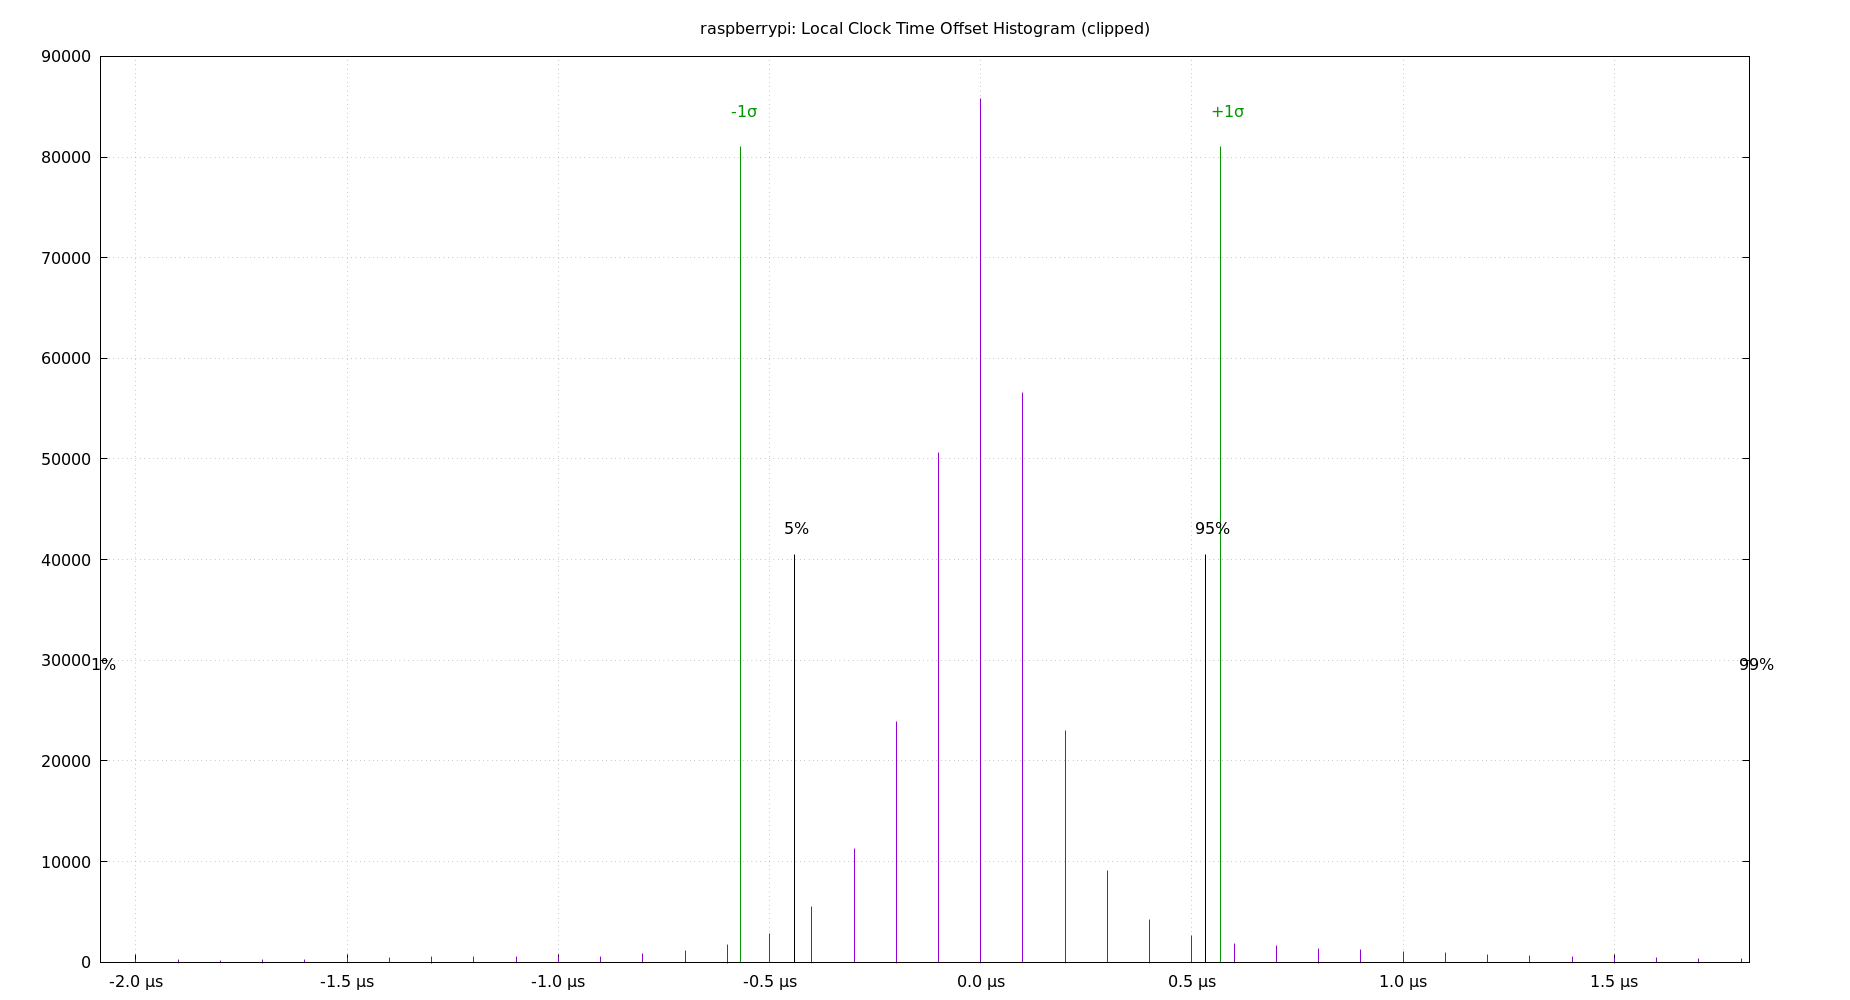 raspberrypi: Local Clock Time Offset Histogram (clipped)
90000
-1σ
+1σ
80000
70000
60000
50000
5%
95%
40000
30000
1%
99%
20000
10000
0
-2.0 µs
-1.5 µs
-1.0 µs
-0.5 µs
0.0 µs
0.5 µs
1.0 µs
1.5 µs